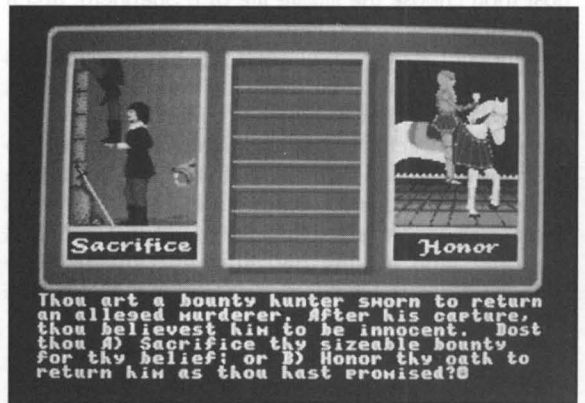 Sacrifice
Honor
Thou art a bounty hunter sworn to return
an alleged murderer. After his capture,
thou believest him to be innocent. Dost
thou A) Sacrifice thy sizeable bounty
for thy belief; or B) Honor thy oath to
return him as thou hast promised?